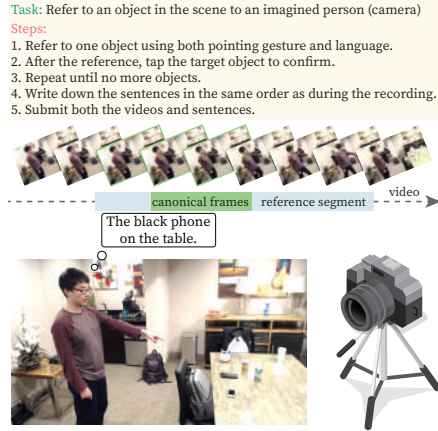 Task: Refer to an object in the scene to an imagined person (camera)
Steps:
1. Refer to one object using both pointing gesture and language.
2. After the reference, tap the target object to confirm.
3. Repeat until no more objects.
4. Write down the sentences in the same order as during the recording.
5. Submit both the videos and sentences.
video
canonical frames reference segment
The black phone
on the table.